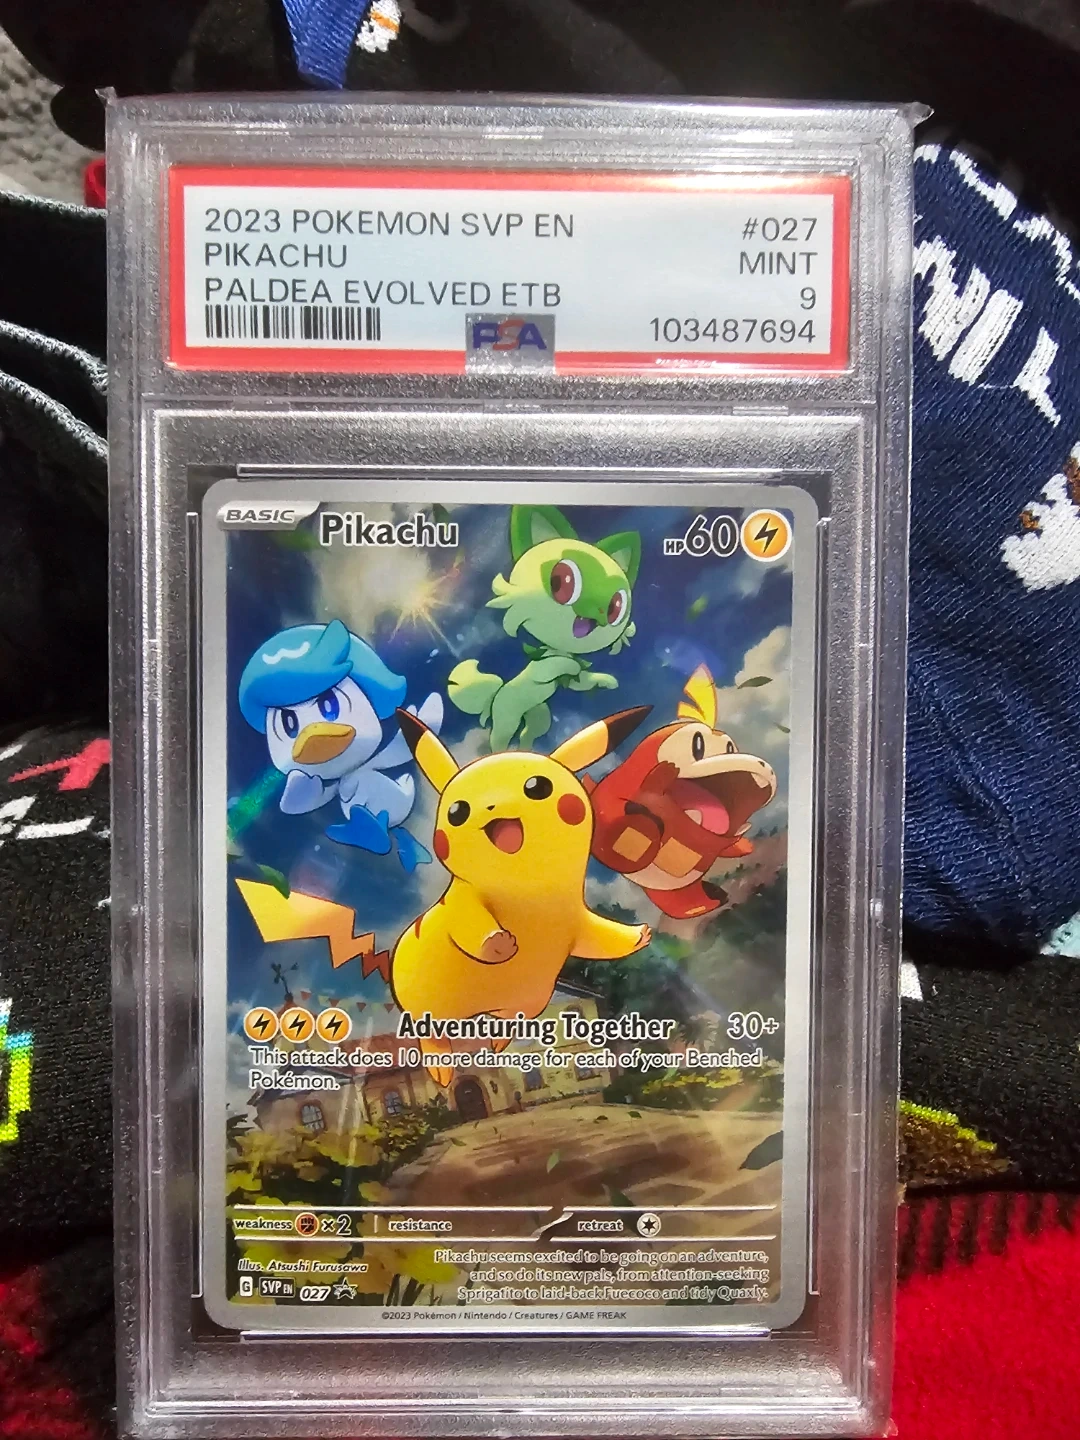 2023 POKEMON SVP EN #027
PIKACHU MINT
PALDEA EVOLVED ETB 9
PSA 103487694
BASIC Pikachu HP60
Adventuring Together 30+
This attack does 10 more damage for each of your Benched
Pokémon.
weakness ×2 resistance retreat
Pikachu seems excited to be going on an adventure,
and so do its new pals, from attention-seeking
Sprigatito to laid-back Fuecoco and tidy Quaxly.
Illus. Atsushi Furusawa
G SVP EN 027
©2023 Pokémon / Nintendo / Creatures / GAME FREAK